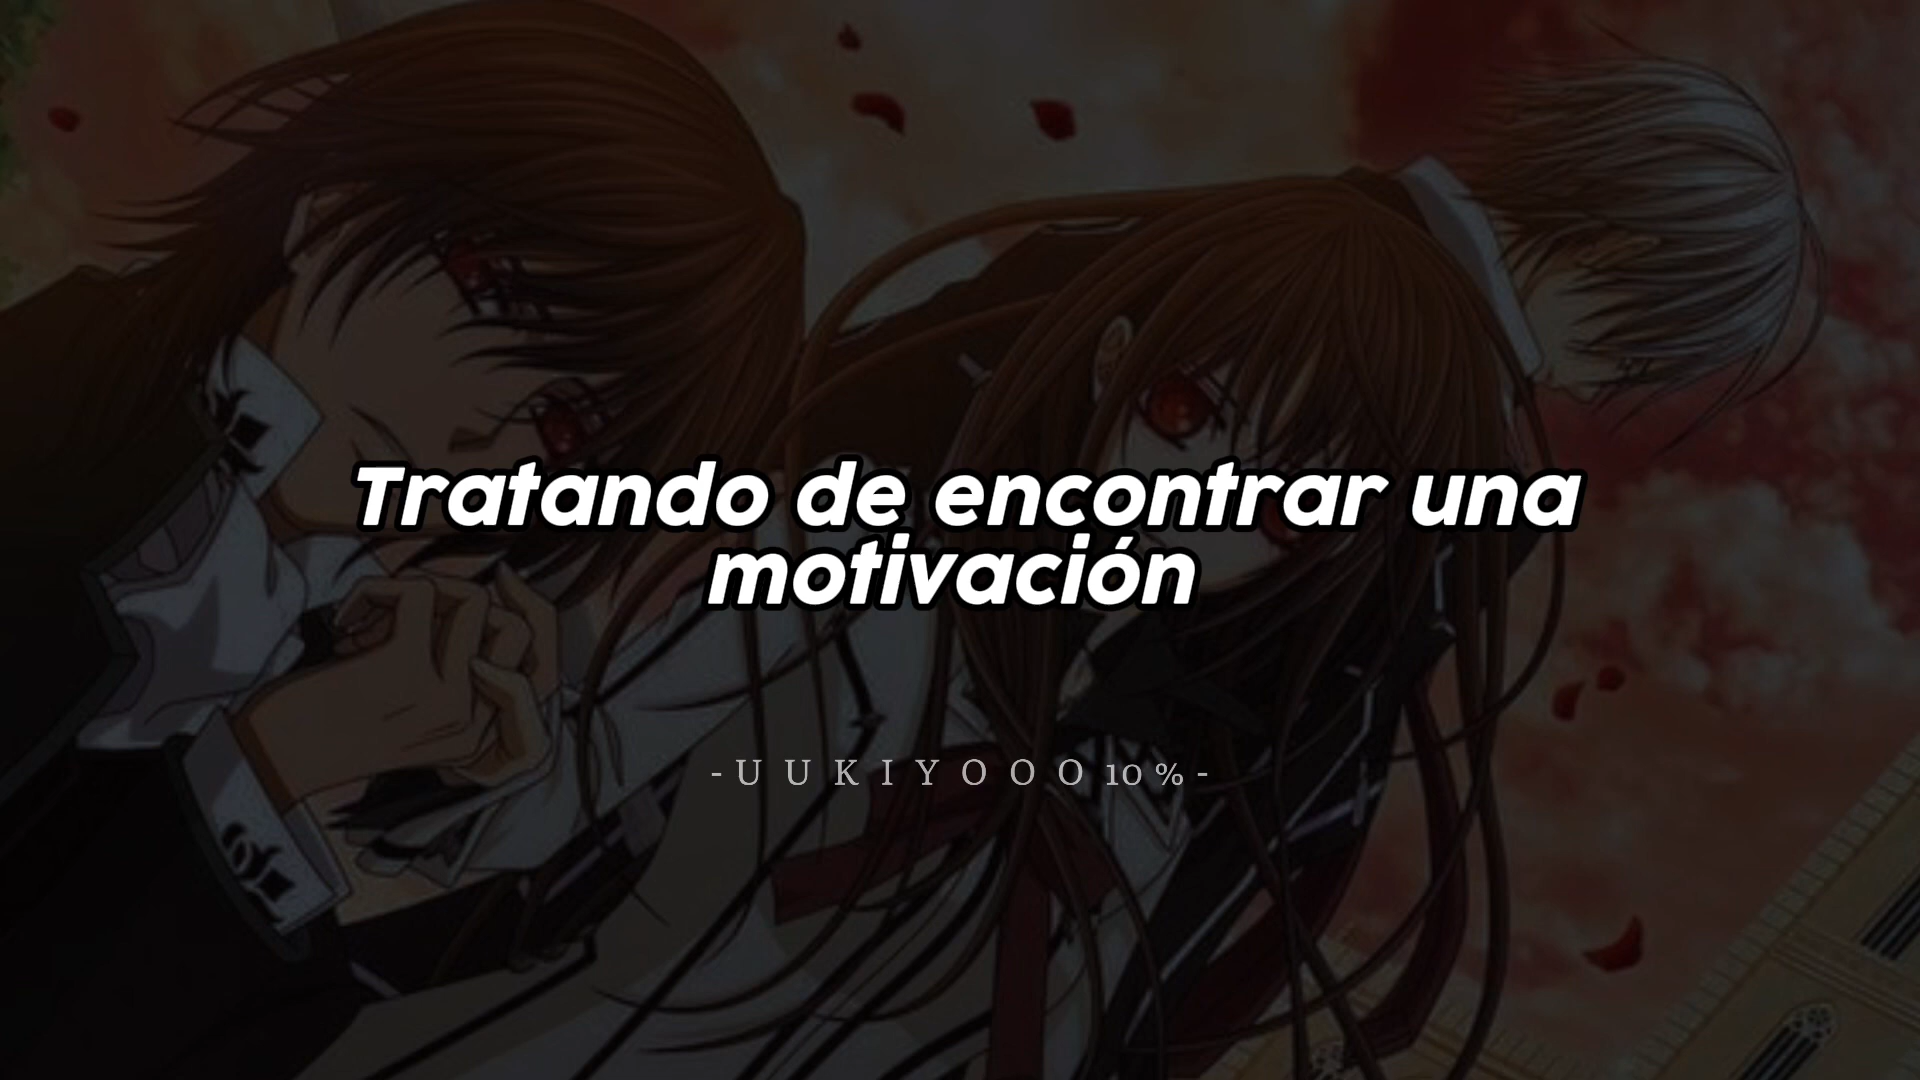 Tratando de encontrar una
motivación
- U U K I Y O O O 10 % -